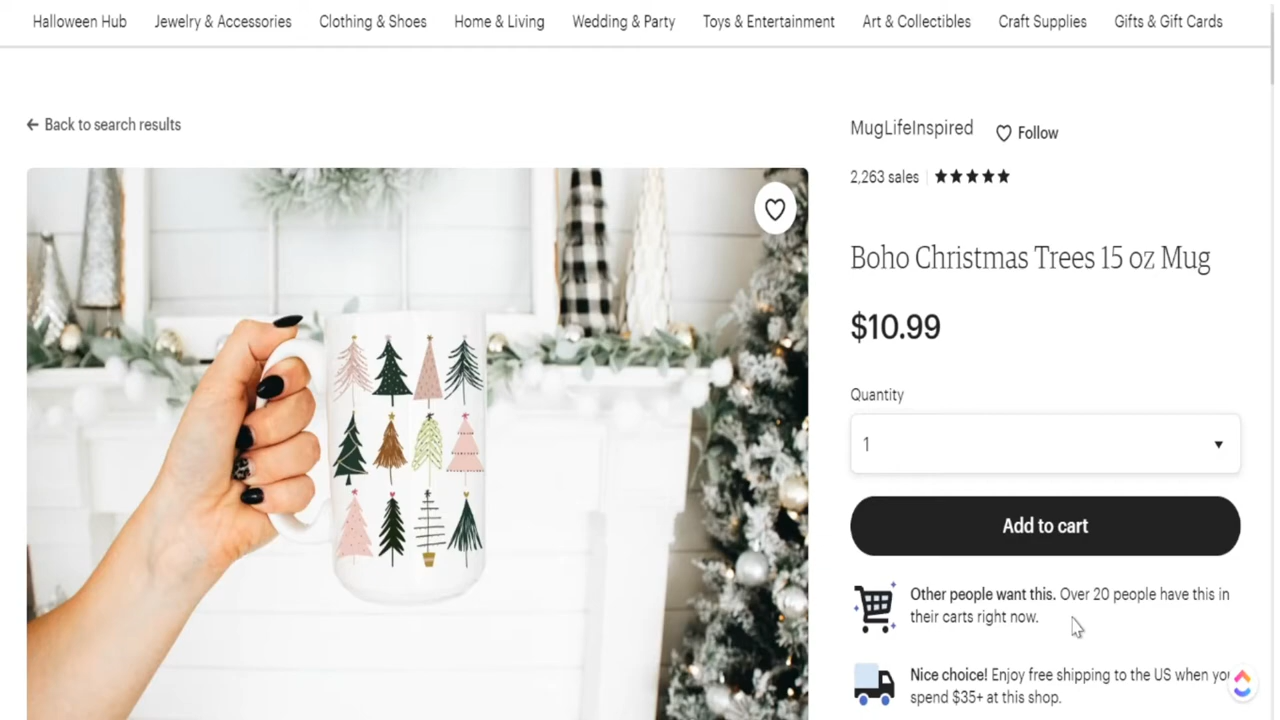 Halloween Hub Jewelry & Accessories Clothing & Shoes Home & Living Wedding & Party Toys & Entertainment Art & Collectibles Craft Supplies Gifts & Gift Cards
← Back to search results
MugLifeInspired Follow
2,263 sales
Boho Christmas Trees 15 oz Mug
$10.99
Quantity
1
Add to cart
Other people want this. Over 20 people have this in
their carts right now.
Nice choice! Enjoy free shipping to the US when you
spend $35+ at this shop.